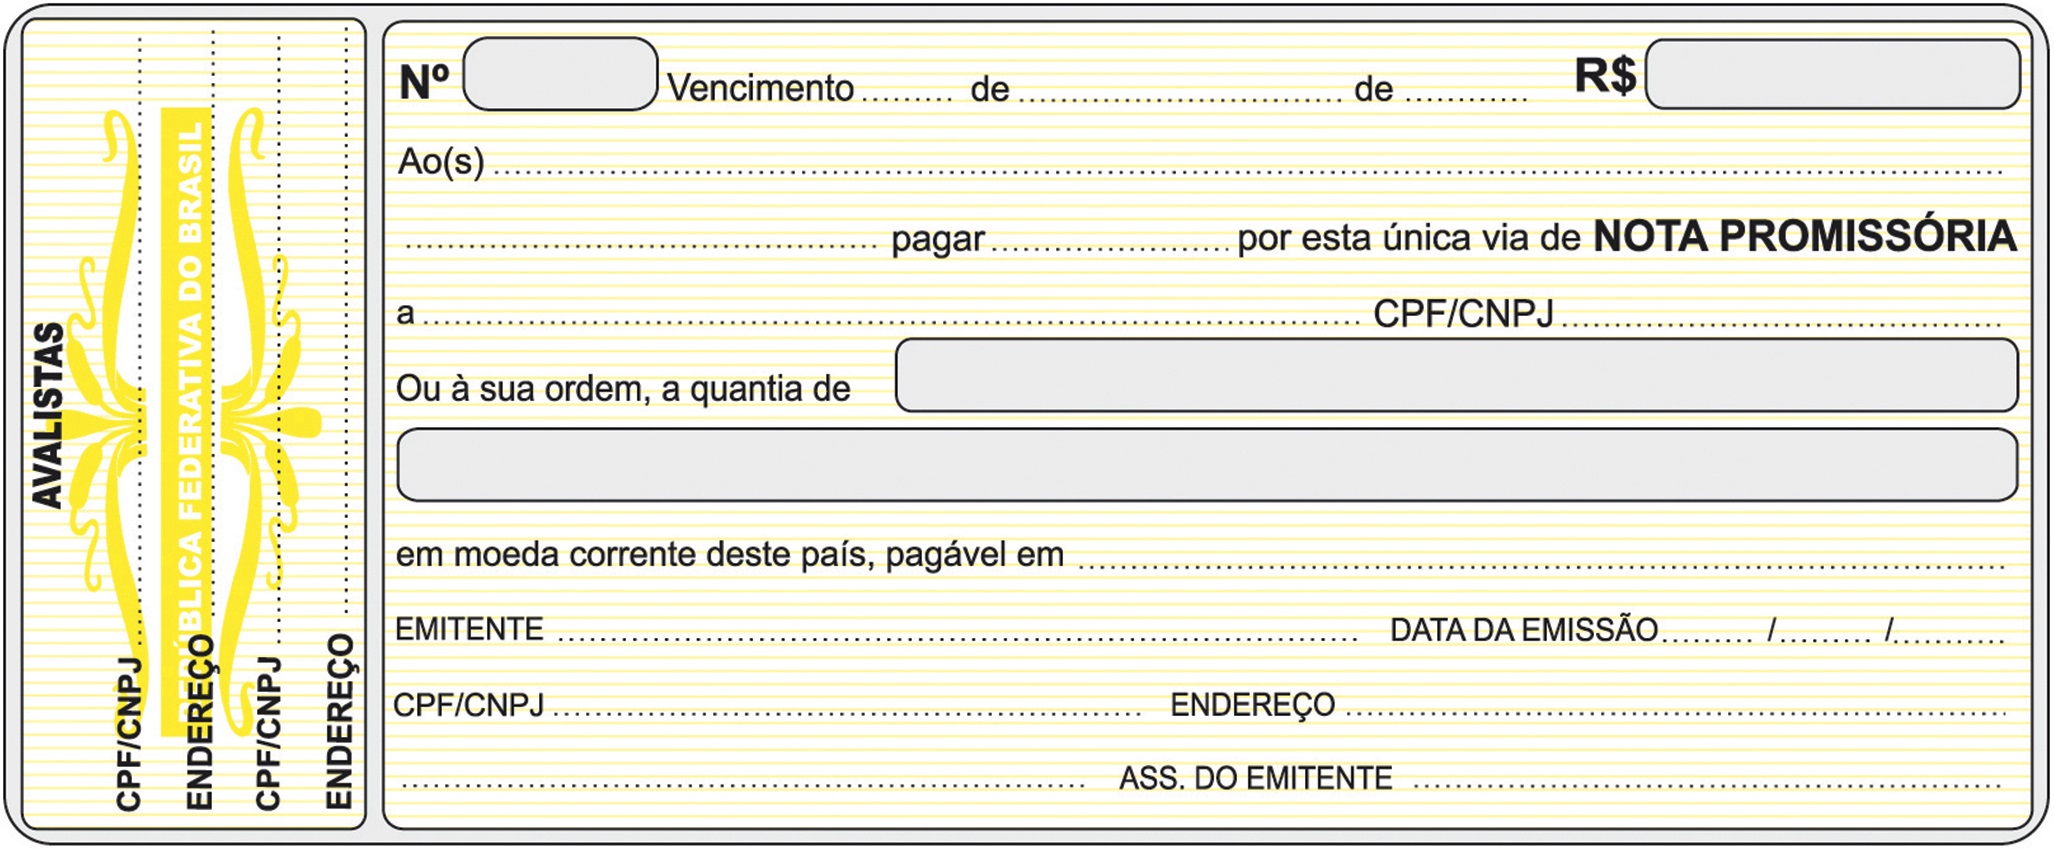 AVALISTAS
CPF/CNPJ
REPÚBLICA FEDERATIVA DO BRASIL
ENDEREÇO
CPF/CNPJ
ENDEREÇO
Nº Vencimento ......... de ................................ de ............ R$
Ao(s) ........................................................................
................................ pagar ........................ por esta única via de NOTA PROMISSÓRIA
a ................................................ CPF/CNPJ ................................
Ou à sua ordem, a quantia de
em moeda corrente deste país, pagável em ................................................
EMITENTE ................................................ DATA DA EMISSÃO ......... / ......... / ...........
CPF/CNPJ ................................................ ENDEREÇO ................................................
................................................ ASS. DO EMITENTE ................................................